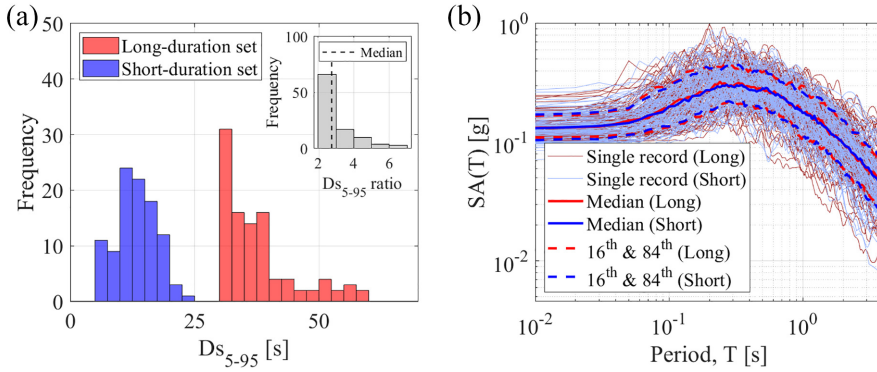 (a)
50
40
30
20
10
0
Frequency
0
25
50
Ds5-95 [s]
Long-duration set
Short-duration set
100
50
0
Frequency
Median
2
4
6
Ds5-95 ratio
(b)
10^0
10^-1
10^-2
SA(T) [g]
Single record (Long)
Single record (Short)
Median (Long)
Median (Short)
16th & 84th (Long)
16th & 84th (Short)
10^-2
10^-1
10^0
Period, T [s]